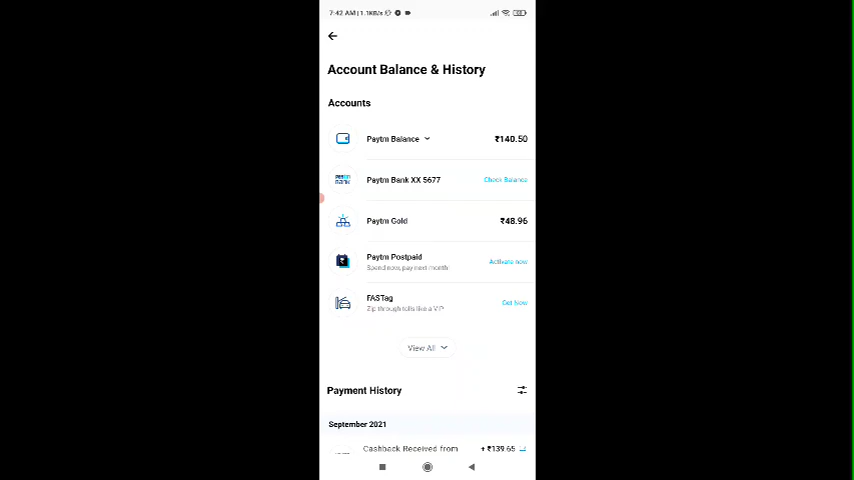 7:42 AM | 1.1KB/s
Account Balance & History
Accounts
Paytm Balance ₹140.50
Paytm Bank XX 5677 Check Balance
Paytm Gold ₹48.96
Paytm Postpaid Activate now
Spend now, pay next month
FASTag Get Now
Zip through tolls like a VIP
View All
Payment History
September 2021
Cashback Received from + ₹139.65